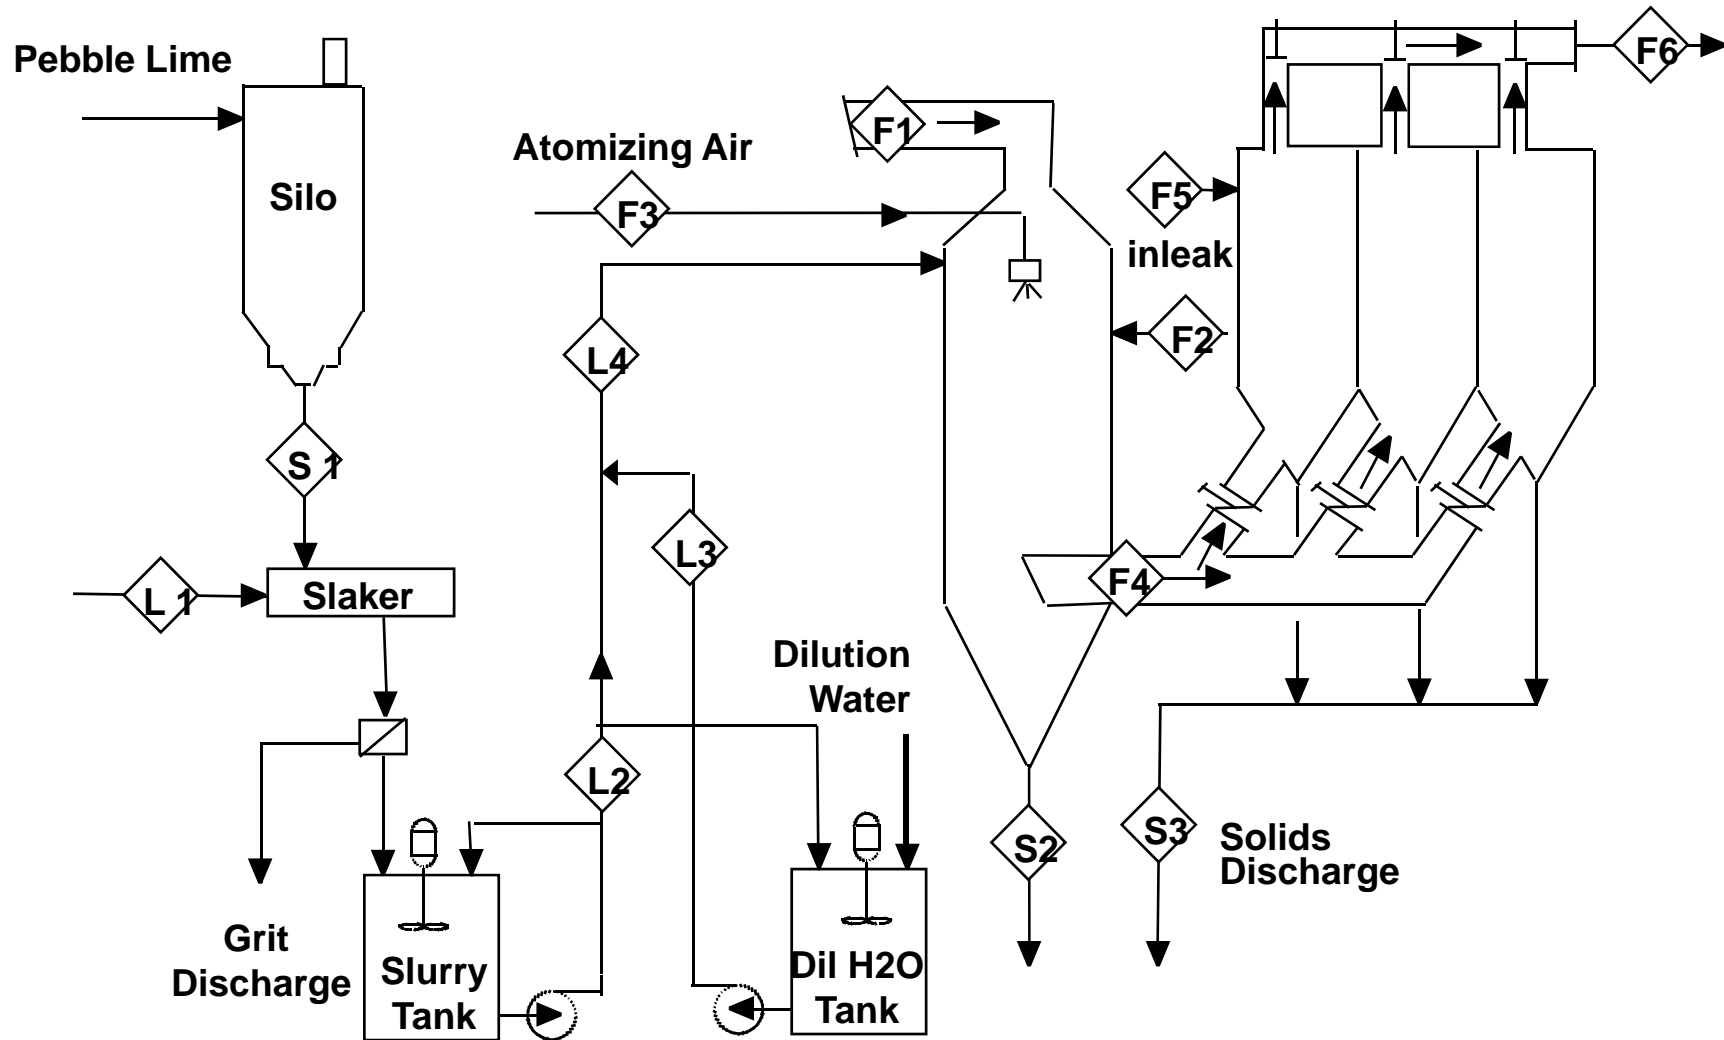 Pebble Lime
F6
F1
Atomizing Air
Silo
F5
F3
inleak
F2
L4
S 1
L3
F4
L 1
Slaker
Dilution
Water
L2
S2
S3
Solids
Discharge
Grit
Discharge
Slurry
Tank
Dil H2O
Tank